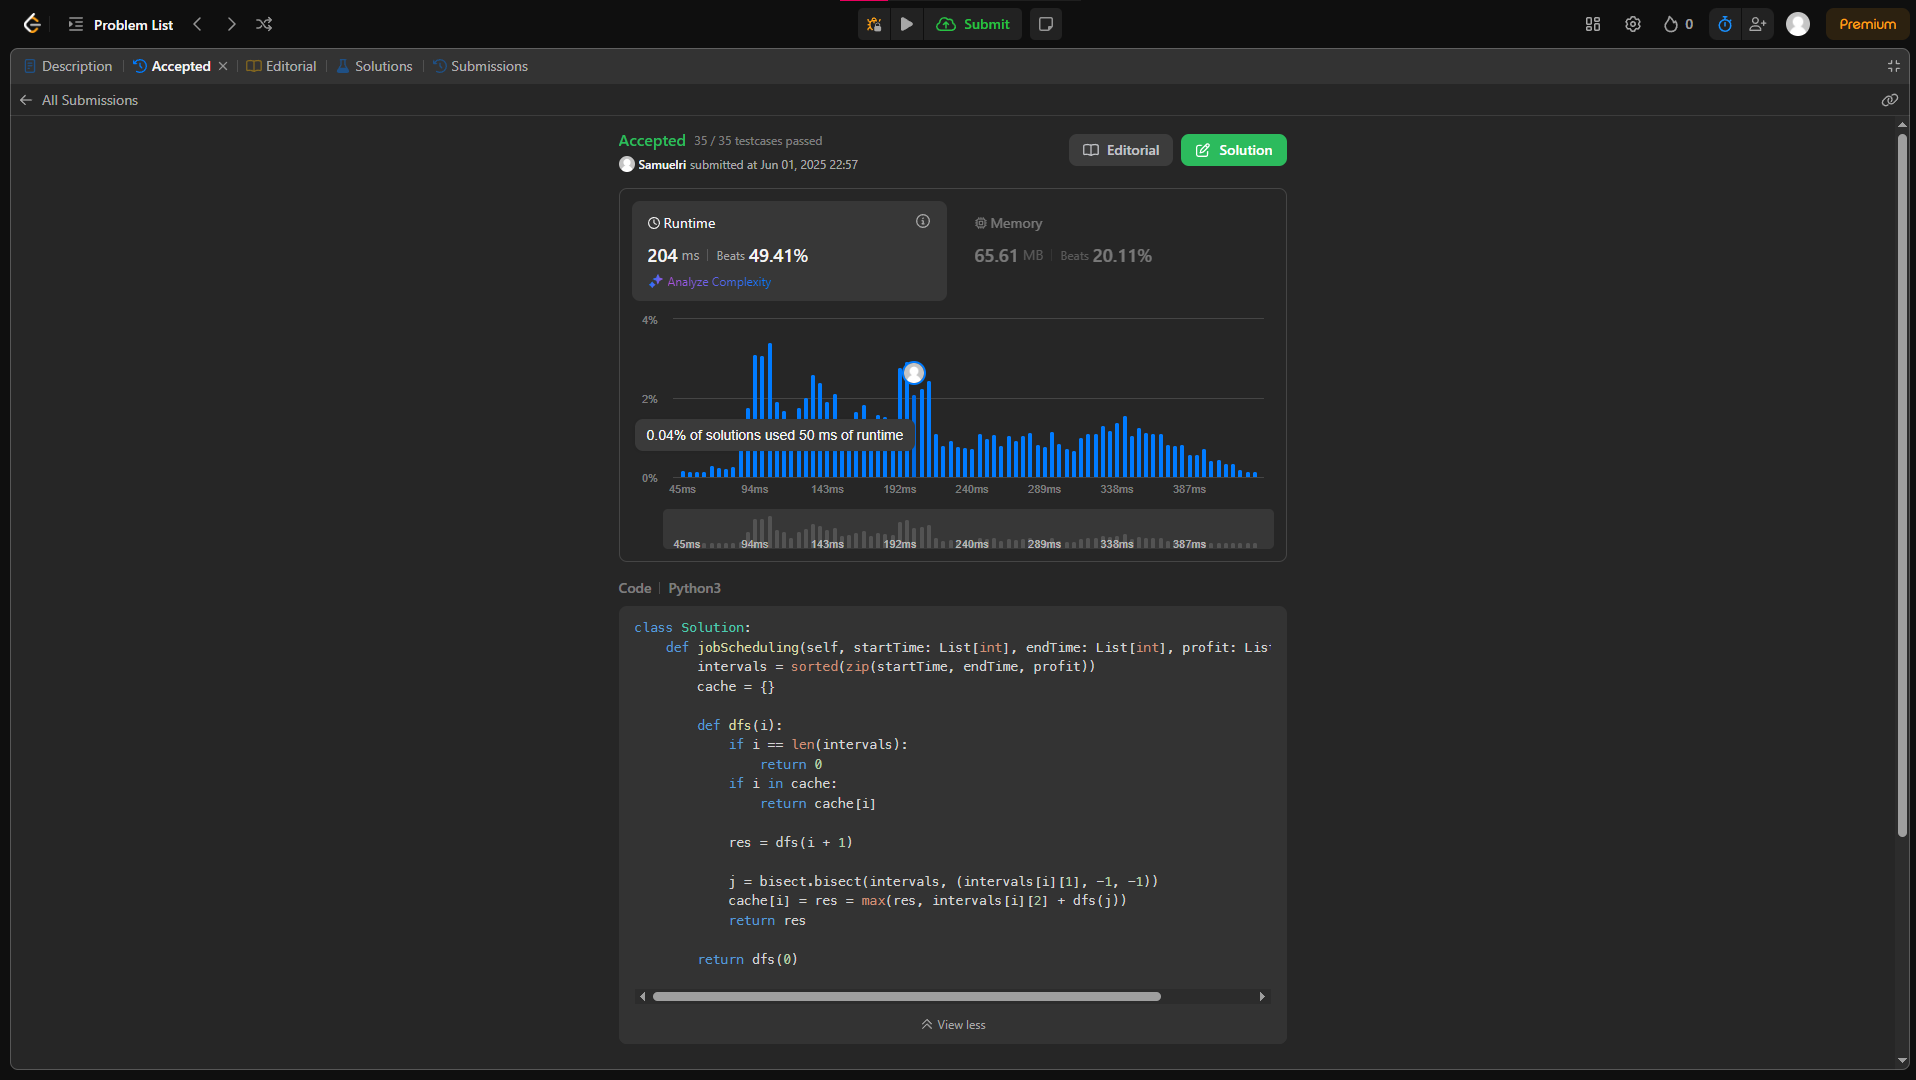 Problem List
Submit
0
Premium
Description
Accepted
Editorial
Solutions
Submissions
All Submissions
Accepted 35 / 35 testcases passed
Samuelri submitted at Jun 01, 2025 22:57
Editorial
Solution
Runtime
204 ms | Beats 49.41%
Analyze Complexity
Memory
65.61 MB | Beats 20.11%
4%
2%
0%
0.04% of solutions used 50 ms of runtime
45ms 94ms 143ms 192ms 240ms 289ms 338ms 387ms
45ms 94ms 143ms 192ms 240ms 289ms 338ms 387ms
Code | Python3
class Solution:
    def jobScheduling(self, startTime: List[int], endTime: List[int], profit: List
        intervals = sorted(zip(startTime, endTime, profit))
        cache = {}
        def dfs(i):
            if i == len(intervals):
                return 0
            if i in cache:
                return cache[i]
            res = dfs(i + 1)
            j = bisect.bisect(intervals, (intervals[i][1], -1, -1))
            cache[i] = res = max(res, intervals[i][2] + dfs(j))
            return res
        return dfs(0)
View less